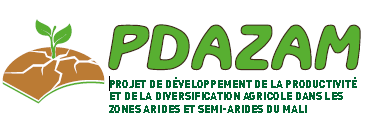 PDAZAM
PROJET DE DÉVELOPPEMENT DE LA PRODUCTIVITÉ
ET DE LA DIVERSIFICATION AGRICOLE DANS LES
ZONES ARIDES ET SEMI-ARIDES DU MALI